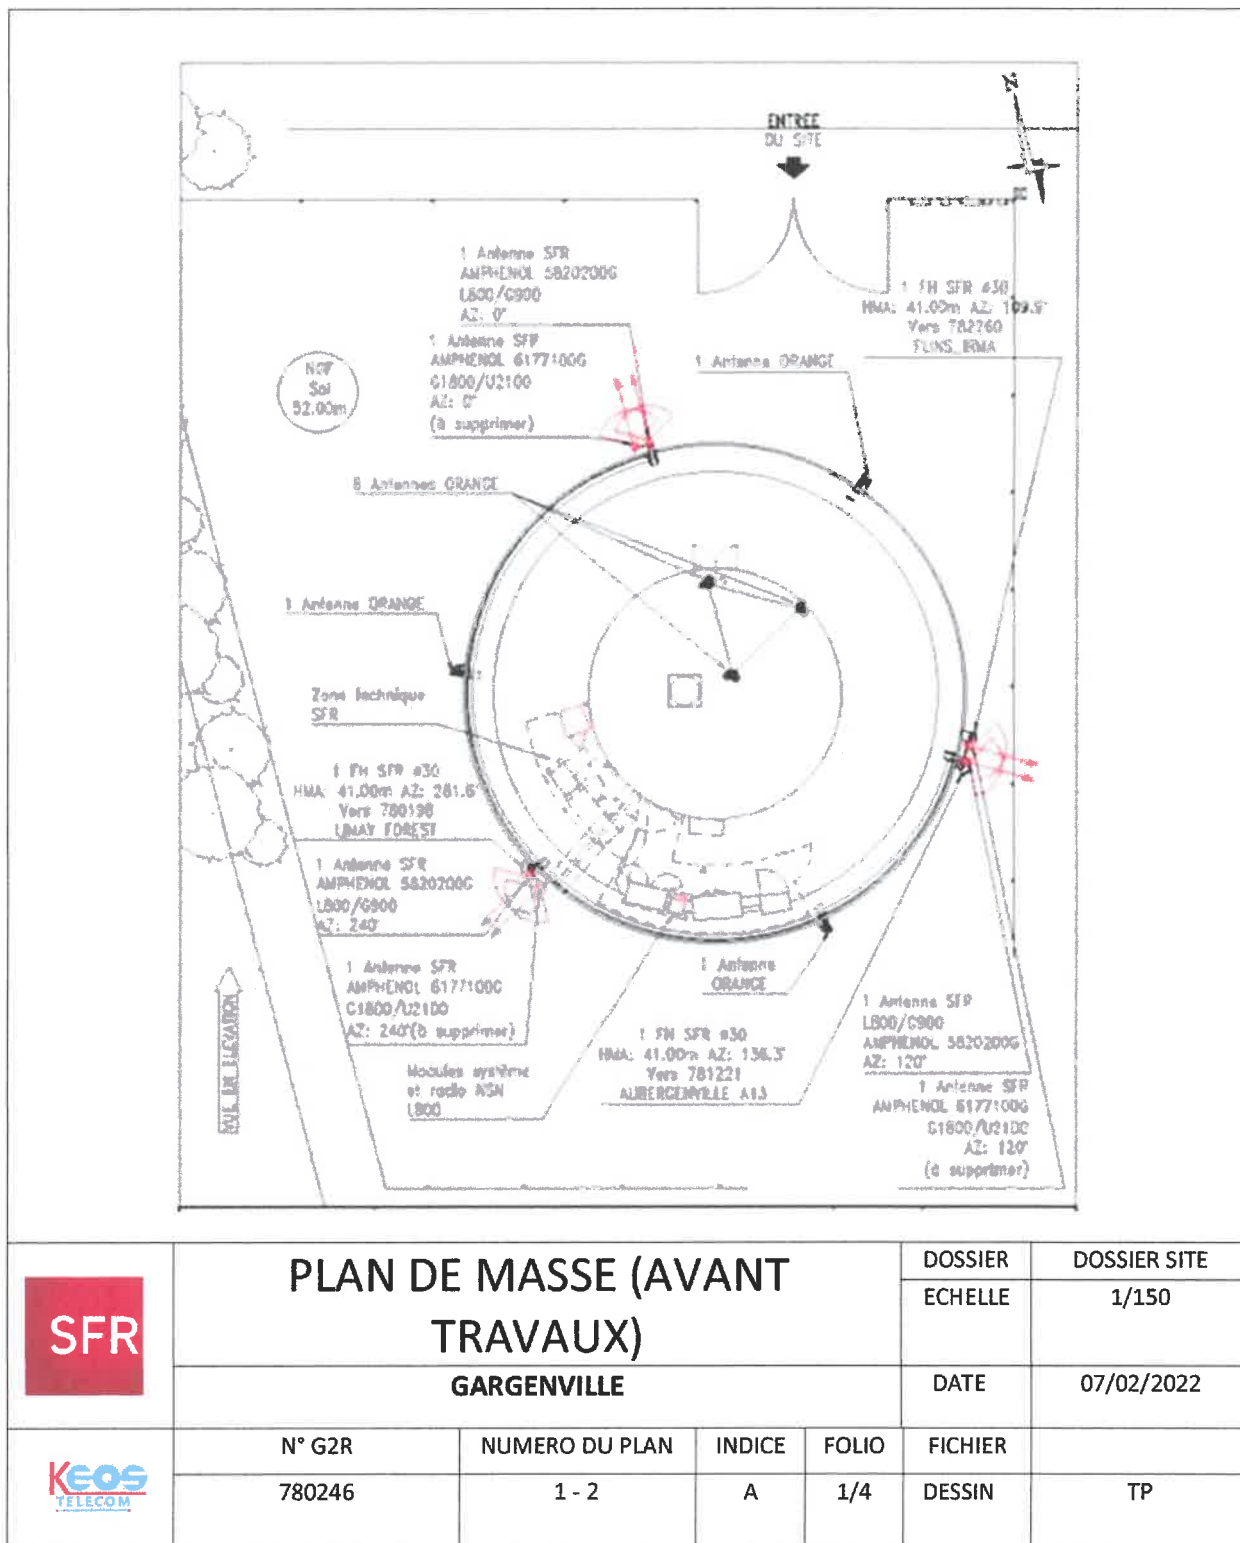 N.
ENTREE
DU SITE
1 Antenne SFR
AMPHENOL 5820200G
L800/G900
AZ: 0°
1 Antenne SFR
AMPHENOL 6177100G
G1800/U2100
AZ: 0°
(à supprimer)
1 FH SFR ø30
HMA: 41.00m AZ: 109.9°
Vers 782260
FLINS_IRMA
1 Antenne ORANGE
NGF
Sol
52.00m
6 Antennes ORANGE
1 Antenne ORANGE
Zone technique
SFR
1 FH SFR ø30
HMA: 41.00m AZ: 281.6°
Vers 780198
LIMAY FOREST
1 Antenne SFR
AMPHENOL 5820200G
L800/G900
AZ: 240°
1 Antenne SFR
AMPHENOL 6177100G
G1800/U2100
AZ: 240°(à supprimer)
VUE EN ELEVATION
Modules système
et radio NSN
L800
1 FH SFR ø30
HMA: 41.00m AZ: 136.3°
Vers 781221
AUBERGENVILLE A13
1 Antenne
ORANGE
1 Antenne SFR
L800/G900
AMPHENOL 5820200G
AZ: 120°
1 Antenne SFR
AMPHENOL 6177100G
G1800/U2100
AZ: 120°
(à supprimer)
SFR
PLAN DE MASSE (AVANT
TRAVAUX)
GARGENVILLE
DOSSIER DOSSIER SITE
ECHELLE 1/150
DATE 07/02/2022
KEOS
TELECOM
N° G2R NUMERO DU PLAN INDICE FOLIO FICHIER
780246 1 - 2 A 1/4 DESSIN TP